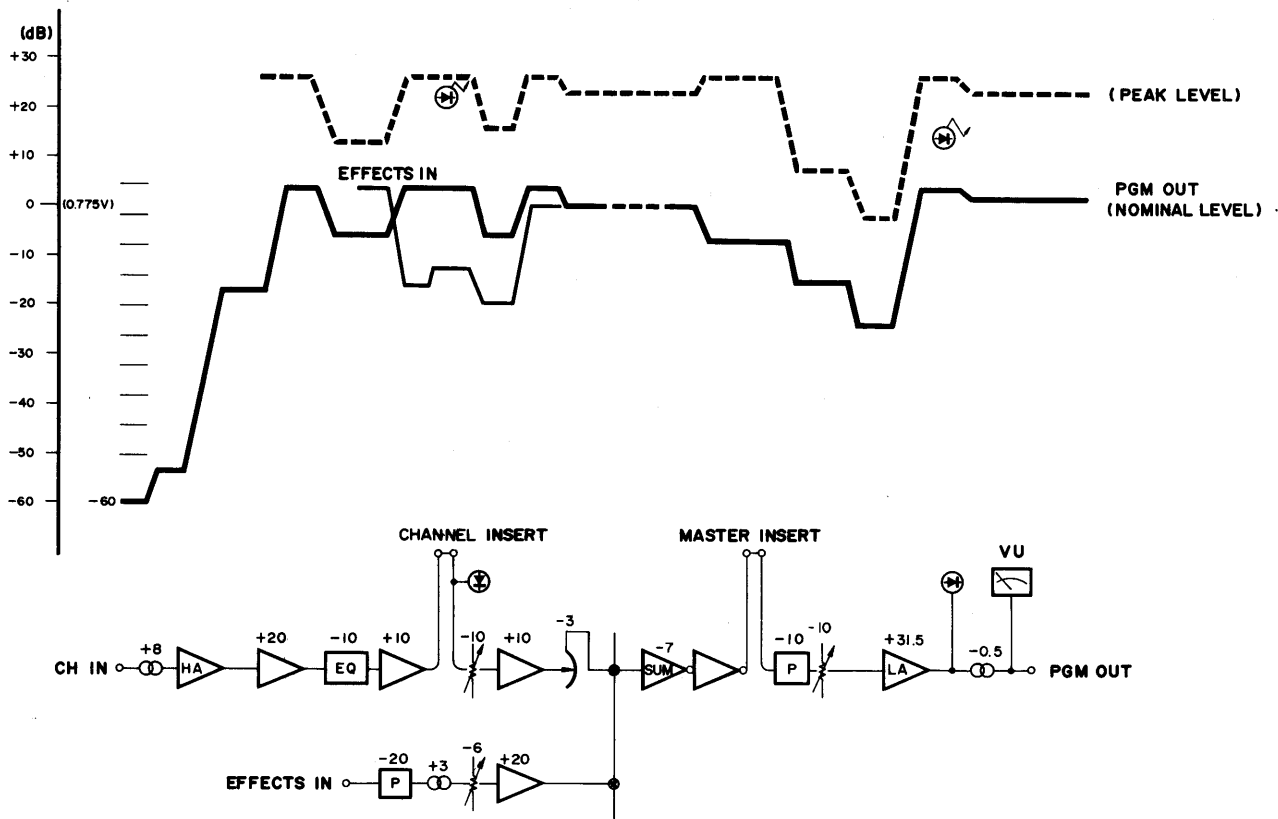 (dB)
+30
+20
(PEAK LEVEL)
+10
EFFECTS IN
0
(0.775V)
PGM OUT
(NOMINAL LEVEL)
-10
-20
-30
-40
-50
-60
-60
CHANNEL INSERT
MASTER INSERT
VU
CH IN
+8
HA
+20
-10
EQ
+10
-10
+10
-3
-7
SUM
-10
P
-10
+31.5
LA
-0.5
PGM OUT
EFFECTS IN
-20
P
+3
-6
+20